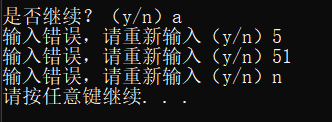 是否继续？（y/n）a
输入错误，请重新输入（y/n）5
输入错误，请重新输入（y/n）51
输入错误，请重新输入（y/n）n
请按任意键继续. . .